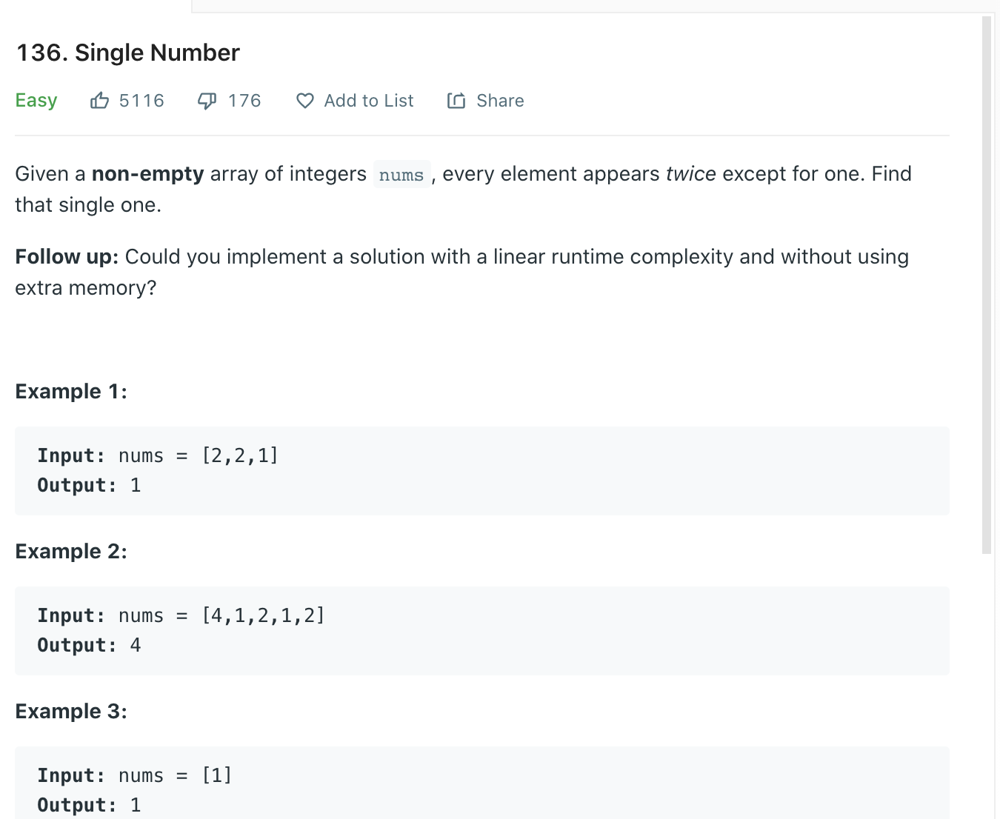 136. Single Number
Easy 5116 176 Add to List Share
Given a non-empty array of integers nums, every element appears twice except for one. Find
that single one.
Follow up: Could you implement a solution with a linear runtime complexity and without using
extra memory?
Example 1:
Input: nums = [2,2,1]
Output: 1
Example 2:
Input: nums = [4,1,2,1,2]
Output: 4
Example 3:
Input: nums = [1]
Output: 1